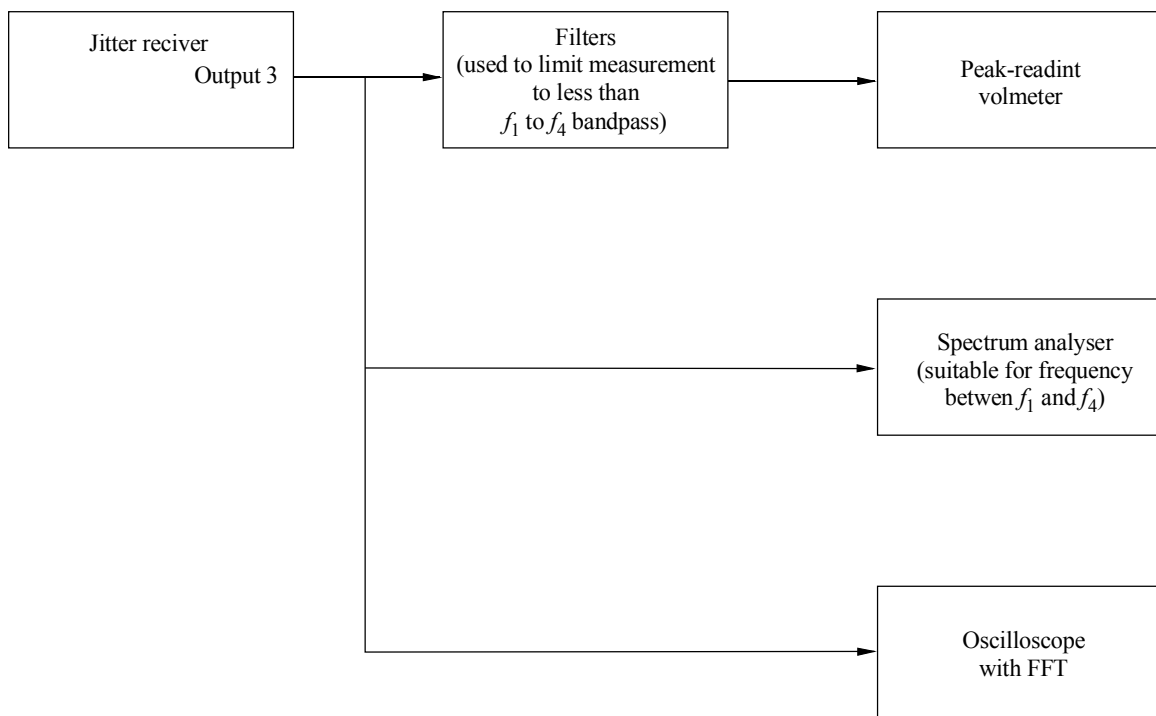 Jitter reciver
Output 3
Filters
(used to limit measurement
to less than
f1 to f4 bandpass)
Peak-readint
volmeter
Spectrum analyser
(suitable for frequency
betwen f1 and f4)
Oscilloscope
with FFT